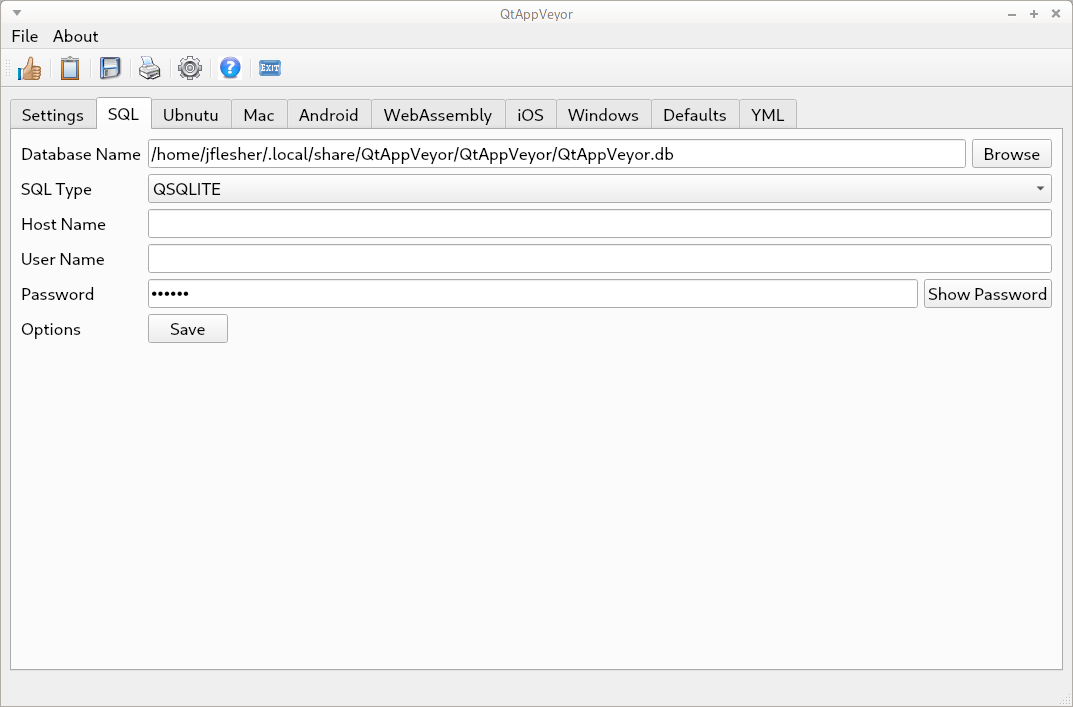 QtAppVeyor
File About
EXIT
Settings SQL Ubnutu Mac Android WebAssembly iOS Windows Defaults YML
Database Name /home/jflesher/.local/share/QtAppVeyor/QtAppVeyor/QtAppVeyor.db Browse
SQL Type QSQLITE
Host Name
User Name
Password •••••• Show Password
Options Save